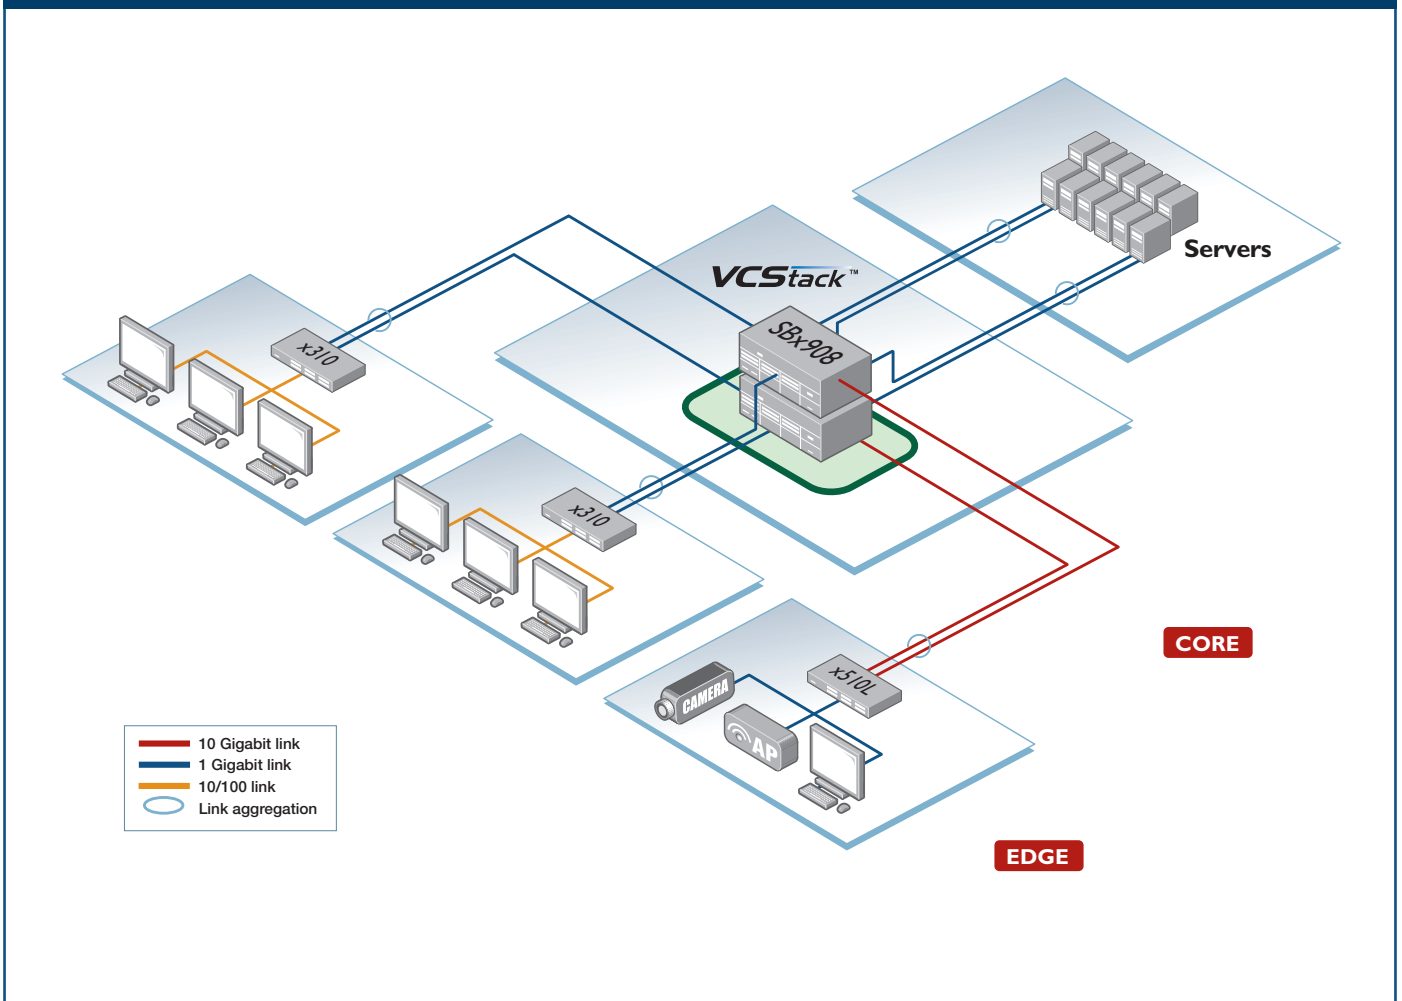 Servers
VCStack™
SBx908
x310
x310
CORE
x510L
CAMERA
AP
10 Gigabit link
1 Gigabit link
10/100 link
Link aggregation
EDGE